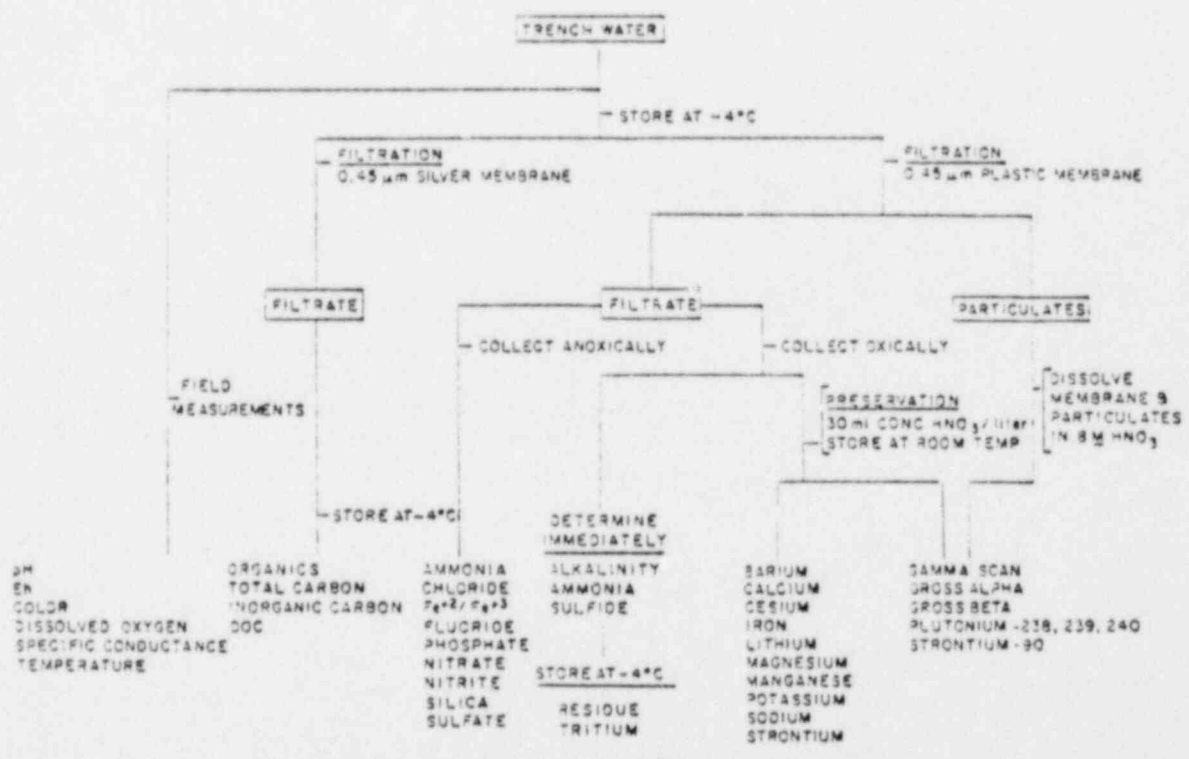 TRENCH WATER
STORE AT ~4°C
FILTRATION
0.45 µm SILVER MEMBRANE
FILTRATION
0.45 µm PLASTIC MEMBRANE
FILTRATE
FILTRATE
PARTICULATES
COLLECT ANOXICALLY
COLLECT OXICALLY
FIELD
MEASUREMENTS
PRESERVATION
30 ml CONC HNO3/liter
STORE AT ROOM TEMP
DISSOLVE
MEMBRANE &
PARTICULATES
IN 8 M HNO3
STORE AT ~4°C
pH
Eh
COLOR
DISSOLVED OXYGEN
SPECIFIC CONDUCTANCE
TEMPERATURE
ORGANICS
TOTAL CARBON
INORGANIC CARBON
DOC
AMMONIA
CHLORIDE
Fe+2/Fe+3
FLUORIDE
PHOSPHATE
NITRATE
NITRITE
SILICA
SULFATE
DETERMINE
IMMEDIATELY
ALKALINITY
AMMONIA
SULFIDE
STORE AT ~4°C
RESIDUE
TRITIUM
BARIUM
CALCIUM
CESIUM
IRON
LITHIUM
MAGNESIUM
MANGANESE
POTASSIUM
SODIUM
STRONTIUM
GAMMA SCAN
GROSS ALPHA
GROSS BETA
PLUTONIUM -238, 239, 240
STRONTIUM -90